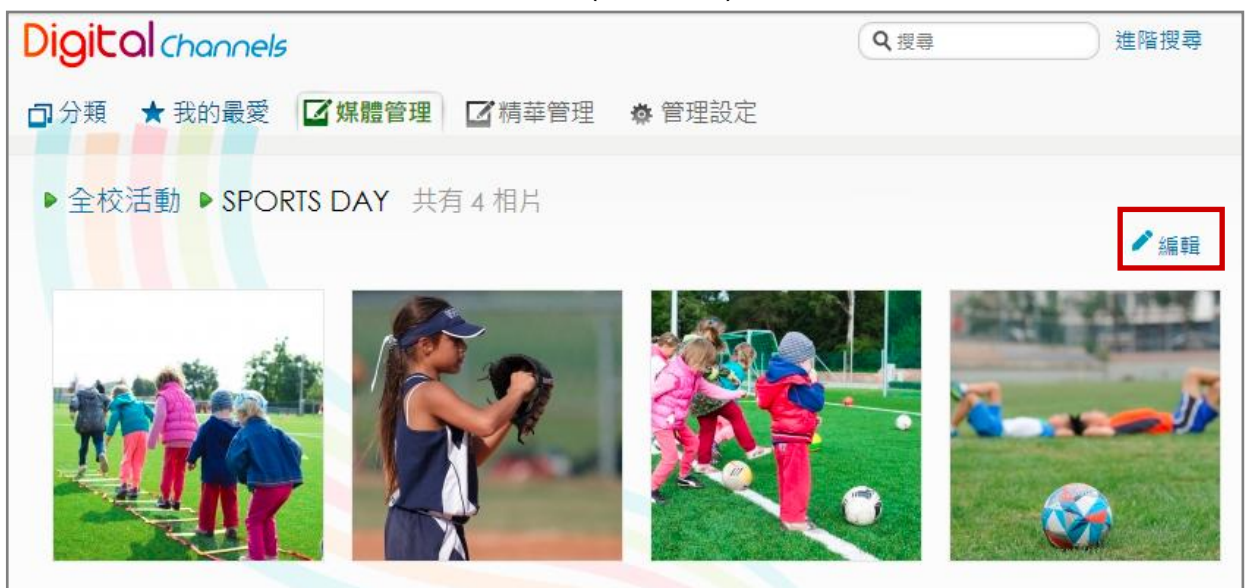 Digital Channels
搜尋 進階搜尋
分類 我的最愛 媒體管理 精華管理 管理設定
全校活動 SPORTS DAY 共有 4 相片
編輯